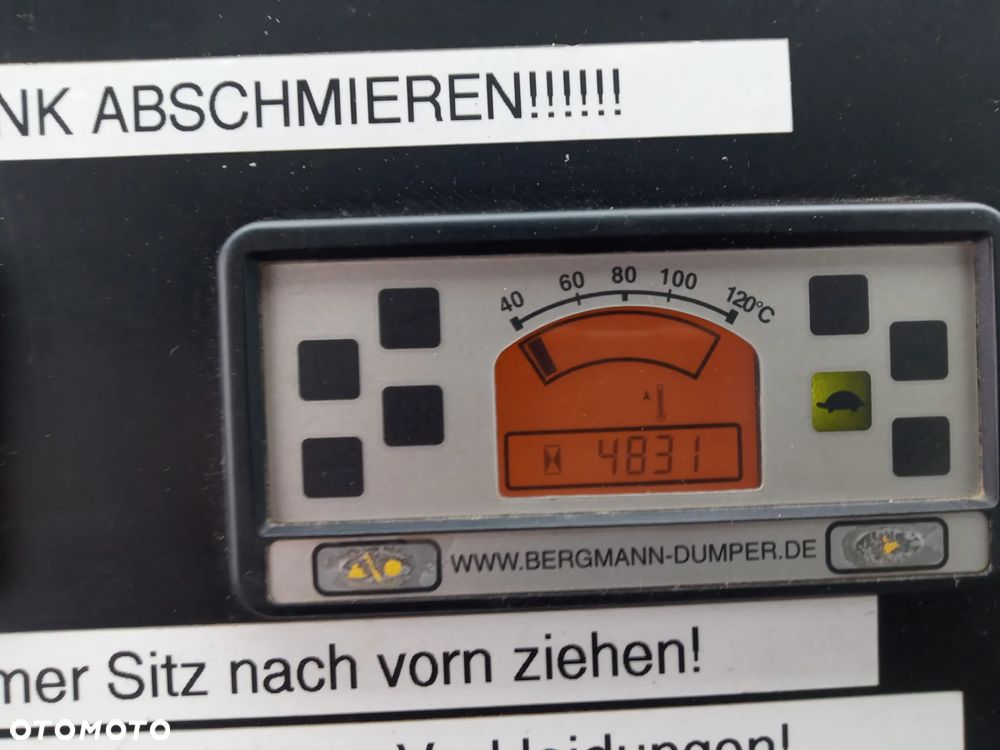 NK ABSCHMIEREN!!!!!!
40 60 80 100 120°C
A
4831
WWW.BERGMANN-DUMPER.DE
mer Sitz nach vorn ziehen!
OTOMOTO